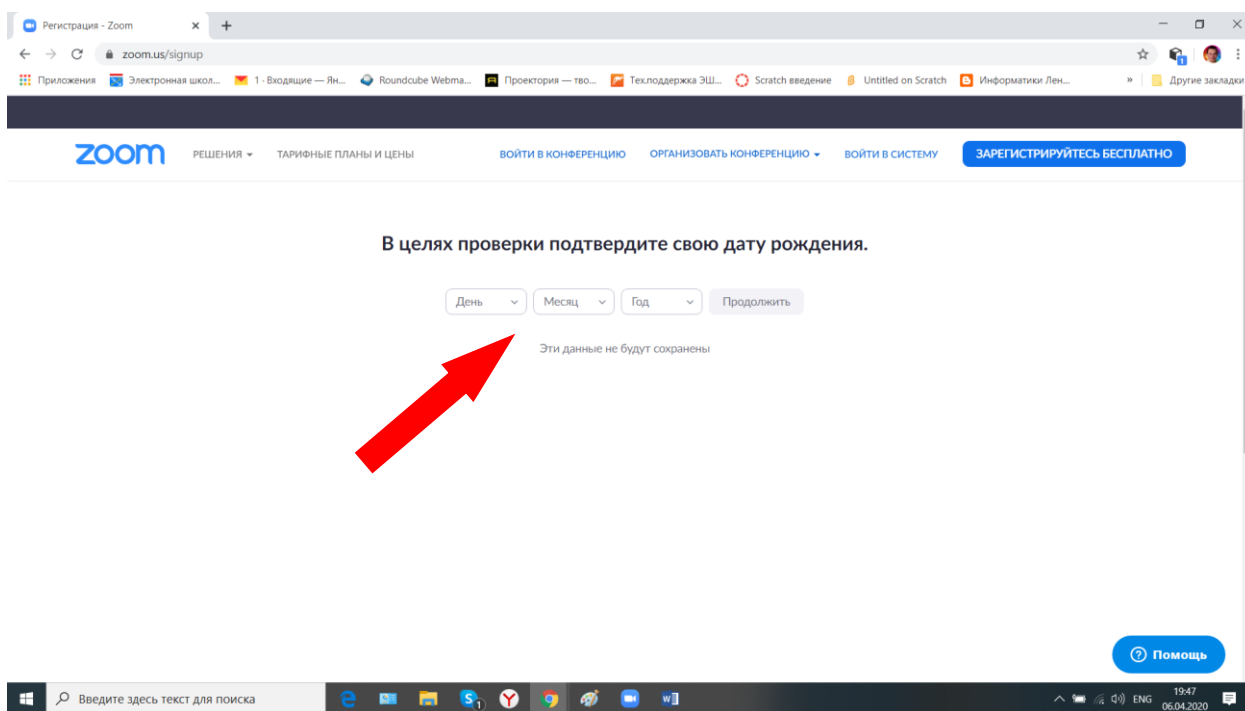 Регистрация - Zoom
zoom.us/signup
Приложения Электронная школ... 1 · Входящие — Ян... Roundcube Webma... Проектория — тво... Тех.поддержка ЭШ... Scratch введение Untitled on Scratch Информатики Лен... » Другие закладки
zoom РЕШЕНИЯ ТАРИФНЫЕ ПЛАНЫ И ЦЕНЫ ВОЙТИ В КОНФЕРЕНЦИЮ ОРГАНИЗОВАТЬ КОНФЕРЕНЦИЮ ВОЙТИ В СИСТЕМУ ЗАРЕГИСТРИРУЙТЕСЬ БЕСПЛАТНО
В целях проверки подтвердите свою дату рождения.
День Месяц Год Продолжить
Эти данные не будут сохранены
Помощь
Введите здесь текст для поиска ENG 19:47
06.04.2020